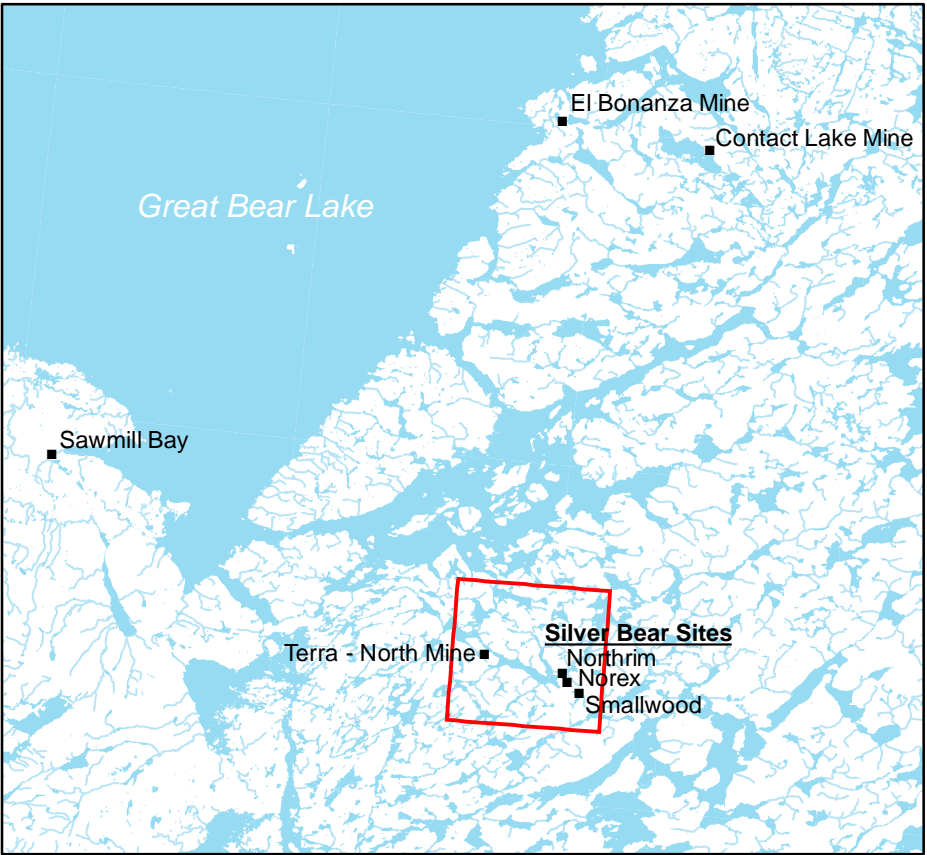 El Bonanza Mine
Contact Lake Mine
Great Bear Lake
Sawmill Bay
Silver Bear Sites
Terra - North Mine
Northrim
Norex
Smallwood